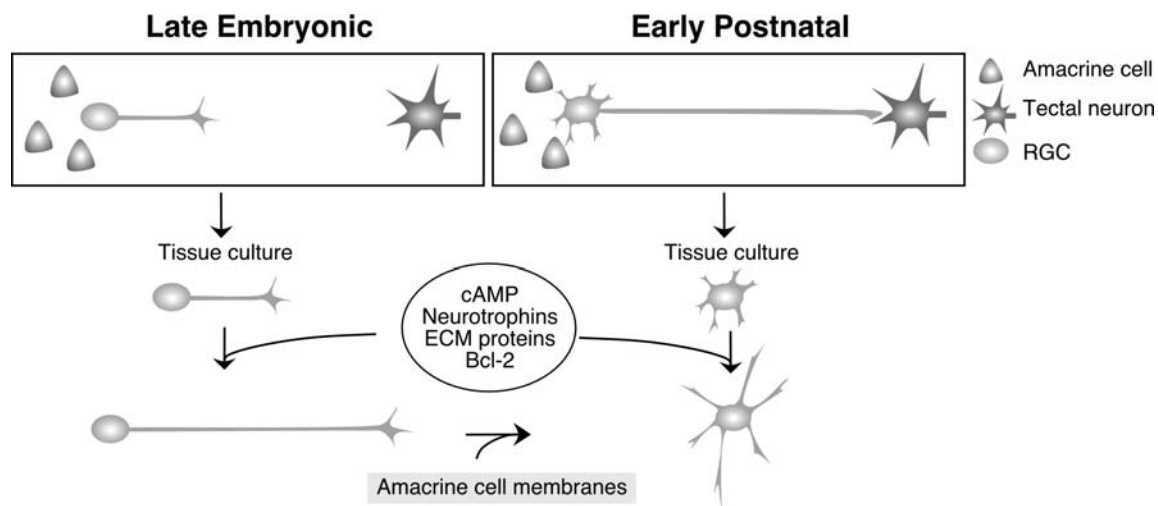 Late Embryonic
Early Postnatal
Amacrine cell
Tectal neuron
RGC
Tissue culture
Tissue culture
cAMP
Neurotrophins
ECM proteins
Bcl-2
Amacrine cell membranes